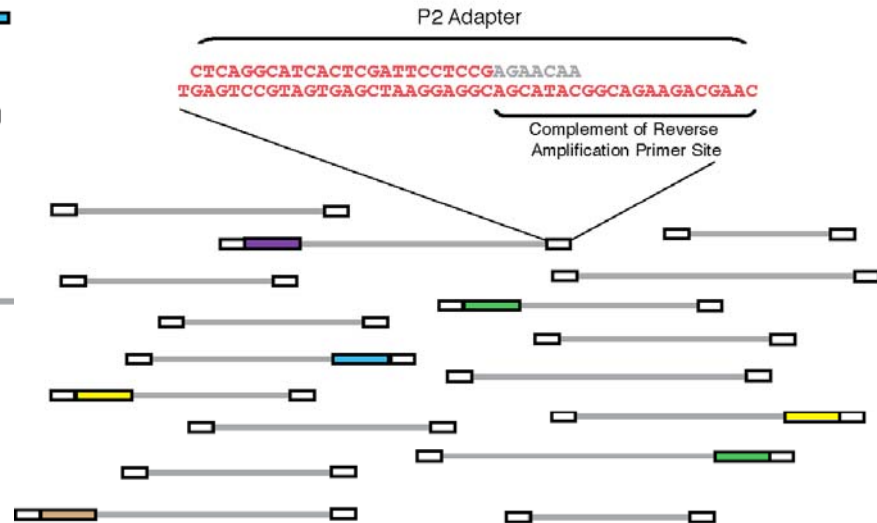 P2 Adapter
CTCAGGCATCACTCGATTCCTCCGAGAACAA
TGAGTCCGTAGTGAGCTAAGGAGGCAGCATACGGCAGAAGACGAAC
Complement of Reverse
Amplification Primer Site